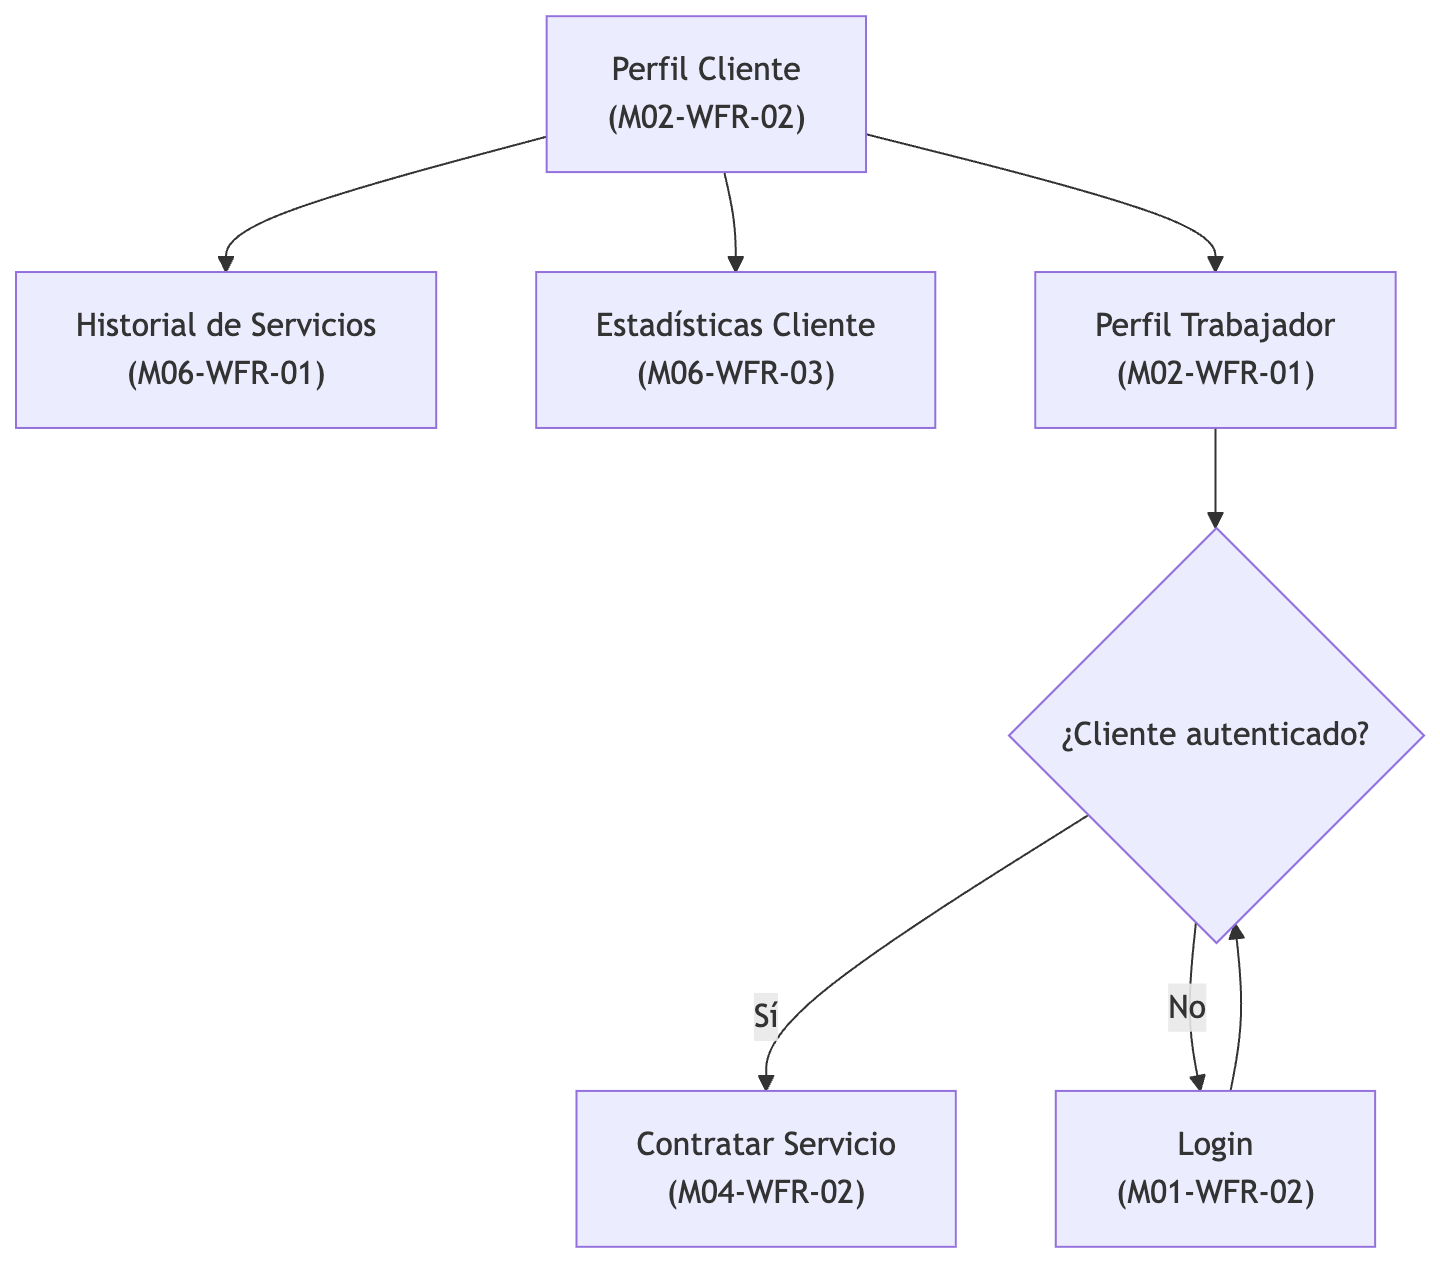 Perfil Cliente
(M02-WFR-02)
Historial de Servicios
(M06-WFR-01)
Estadísticas Cliente
(M06-WFR-03)
Perfil Trabajador
(M02-WFR-01)
¿Cliente autenticado?
Sí
No
Contratar Servicio
(M04-WFR-02)
Login
(M01-WFR-02)